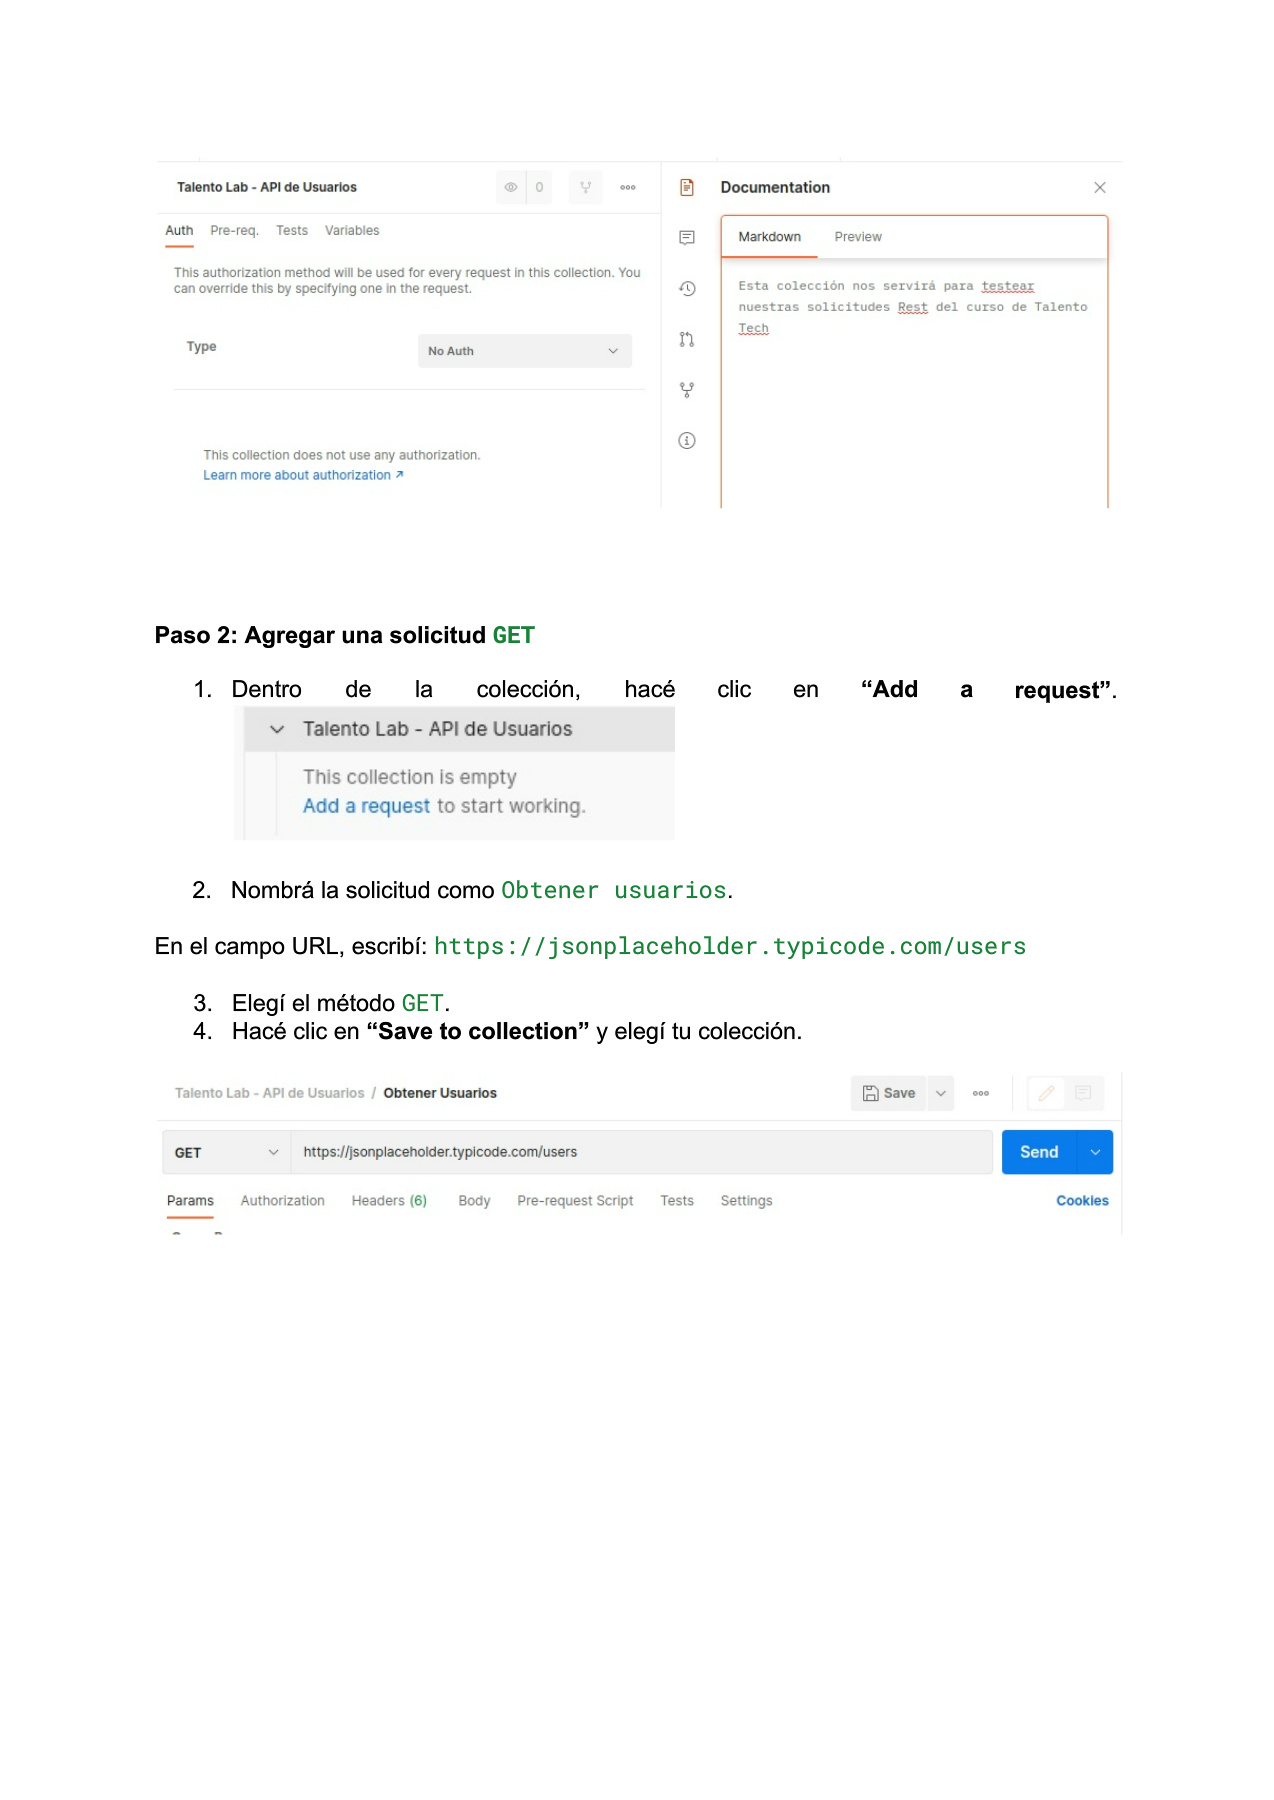 Talento Lab - API de Usuarios
0
Documentation
Auth Pre-req. Tests Variables
Markdown Preview
This authorization method will be used for every request in this collection. You
can override this by specifying one in the request.
Esta colección nos servirá para testear
nuestras solicitudes Rest del curso de Talento
Tech
Type
No Auth
This collection does not use any authorization.
Learn more about authorization ↗
Paso 2: Agregar una solicitud GET
1. Dentro de la colección, hacé clic en “Add a request”.
Talento Lab - API de Usuarios
This collection is empty
Add a request to start working.
2. Nombrá la solicitud como Obtener usuarios.
En el campo URL, escribí: https://jsonplaceholder.typicode.com/users
3. Elegí el método GET.
4. Hacé clic en “Save to collection” y elegí tu colección.
Talento Lab - API de Usuarios / Obtener Usuarios
Save
GET
https://jsonplaceholder.typicode.com/users
Send
Params Authorization Headers (6) Body Pre-request Script Tests Settings
Cookies